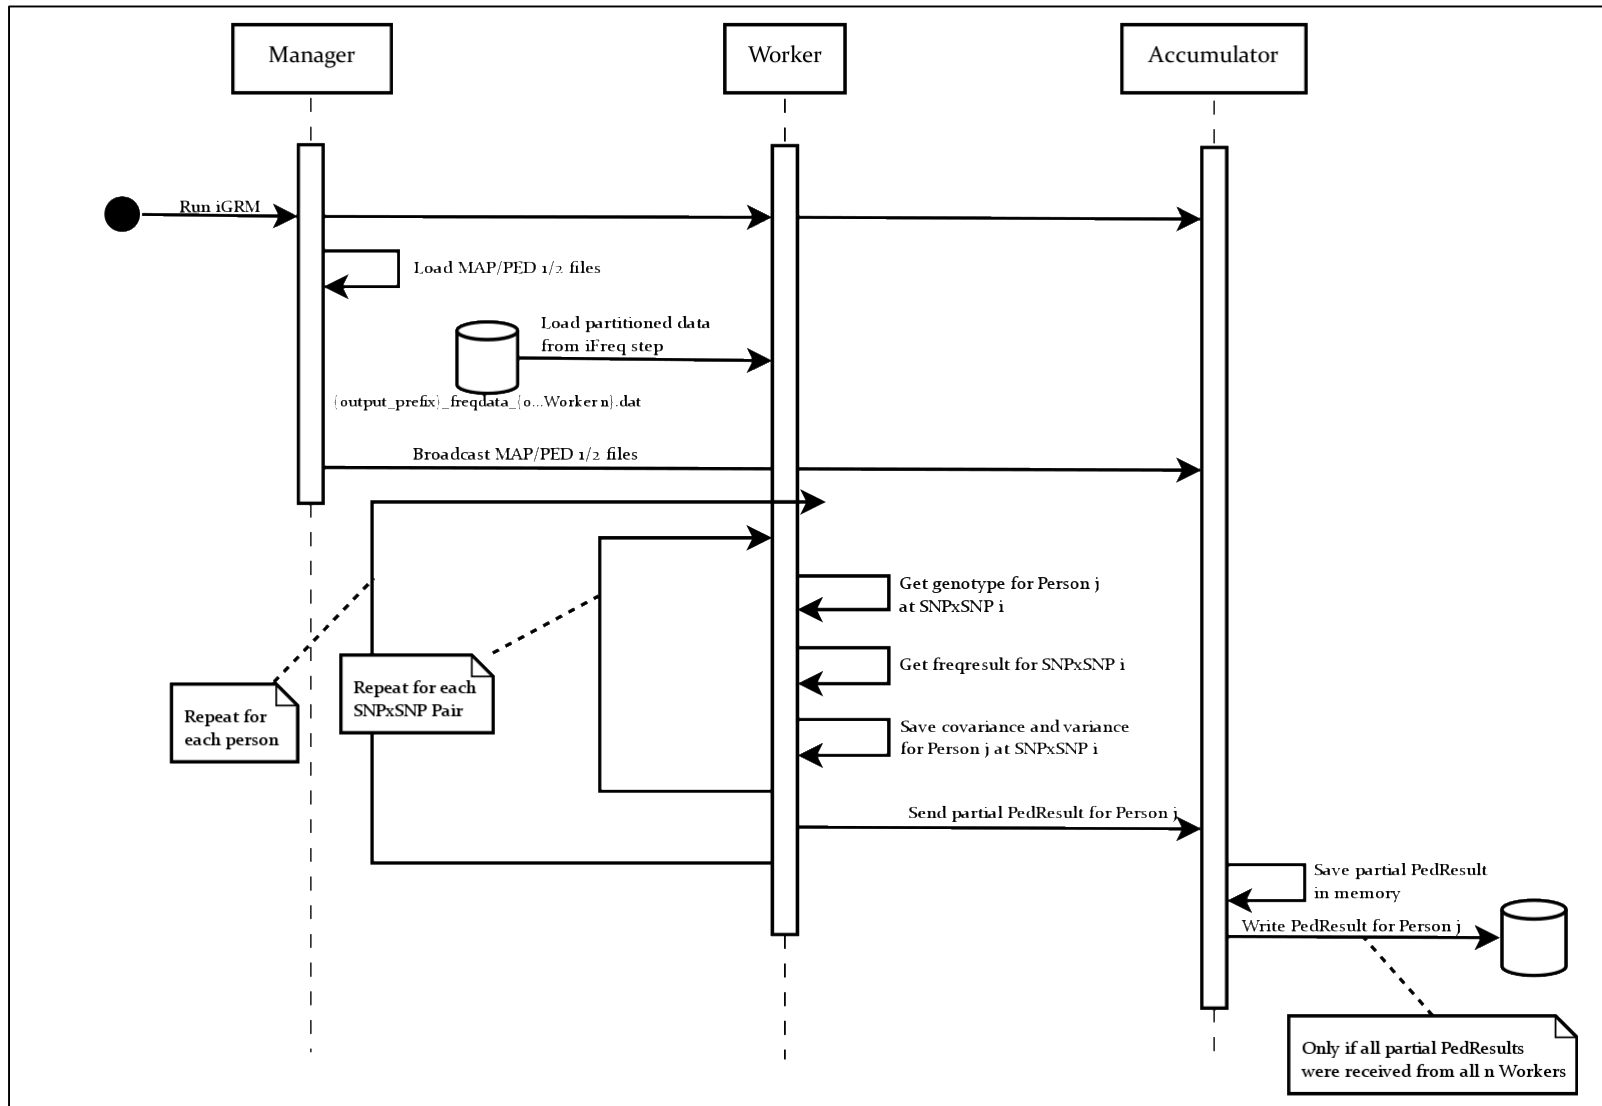 Manager
Worker
Accumulator
Run iGRM
Load MAP/PED 1/2 files
Load partitioned data
from iFreq step
{output_prefix}_freqdata_{0...Worker n}.dat
Broadcast MAP/PED 1/2 files
Get genotype for Person j
at SNPxSNP i
Get freqresult for SNPxSNP i
Repeat for each
SNPxSNP Pair
Repeat for
each person
Save covariance and variance
for Person j at SNPxSNP i
Send partial PedResult for Person j
Save partial PedResult
in memory
Write PedResult for Person j
Only if all partial PedResults
were received from all n Workers